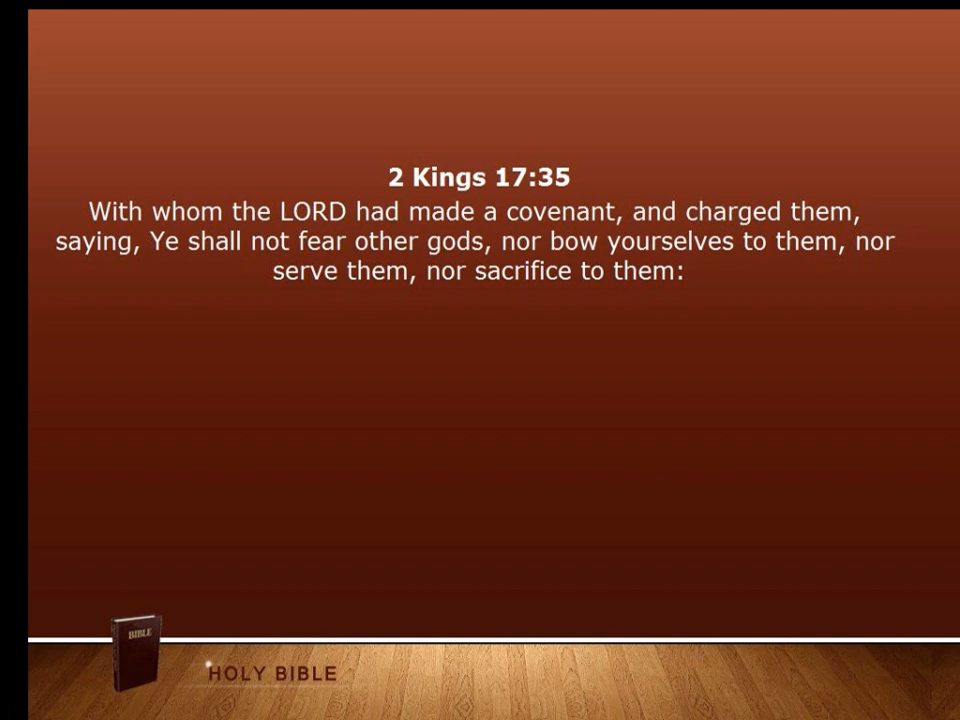 2 Kings 17:35
With whom the LORD had made a covenant, and charged them,
saying, Ye shall not fear other gods, nor bow yourselves to them, nor
serve them, nor sacrifice to them:
BIBLE
HOLY BIBLE